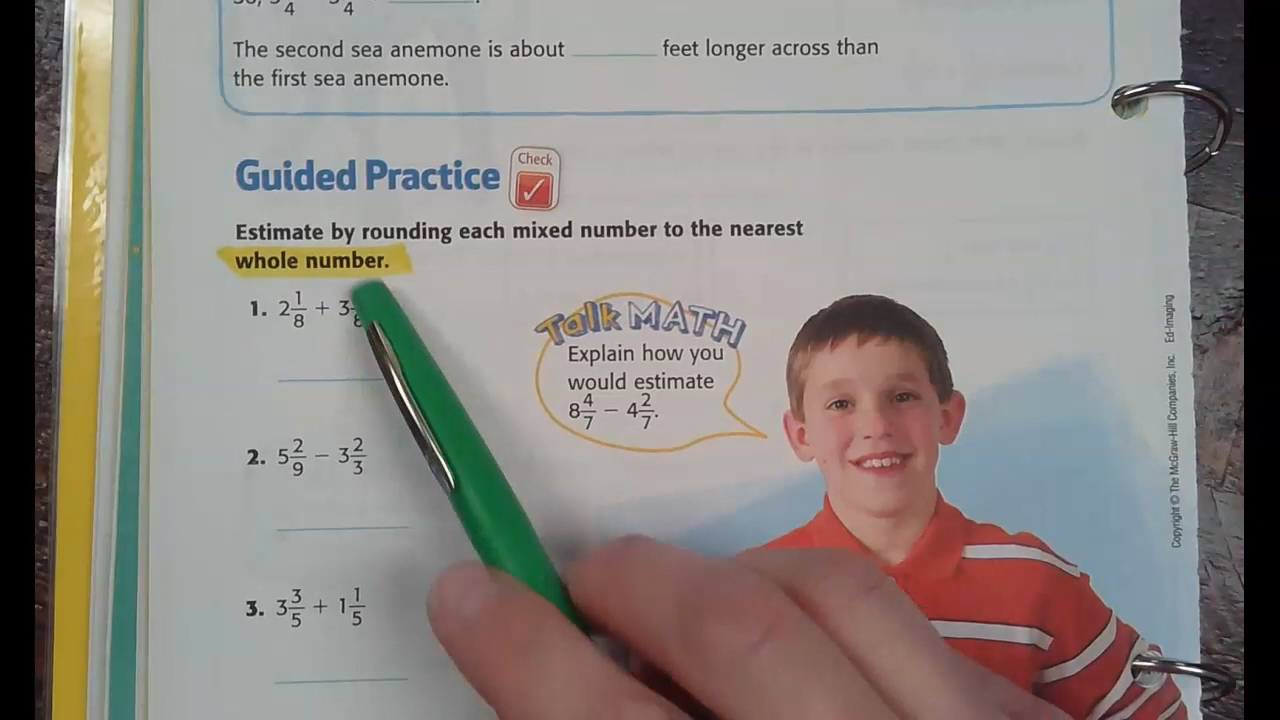 The second sea anemone is about ______ feet longer across than
the first sea anemone.
Guided Practice
Check
Estimate by rounding each mixed number to the nearest
whole number.
1. 2 1/8 + 3
2. 5 2/9 − 3 2/3
3. 3 3/5 + 1 1/5
Talk MATH
Explain how you
would estimate
8 4/7 − 4 2/7.
Copyright © The McGraw-Hill Companies, Inc. Ed-Imaging